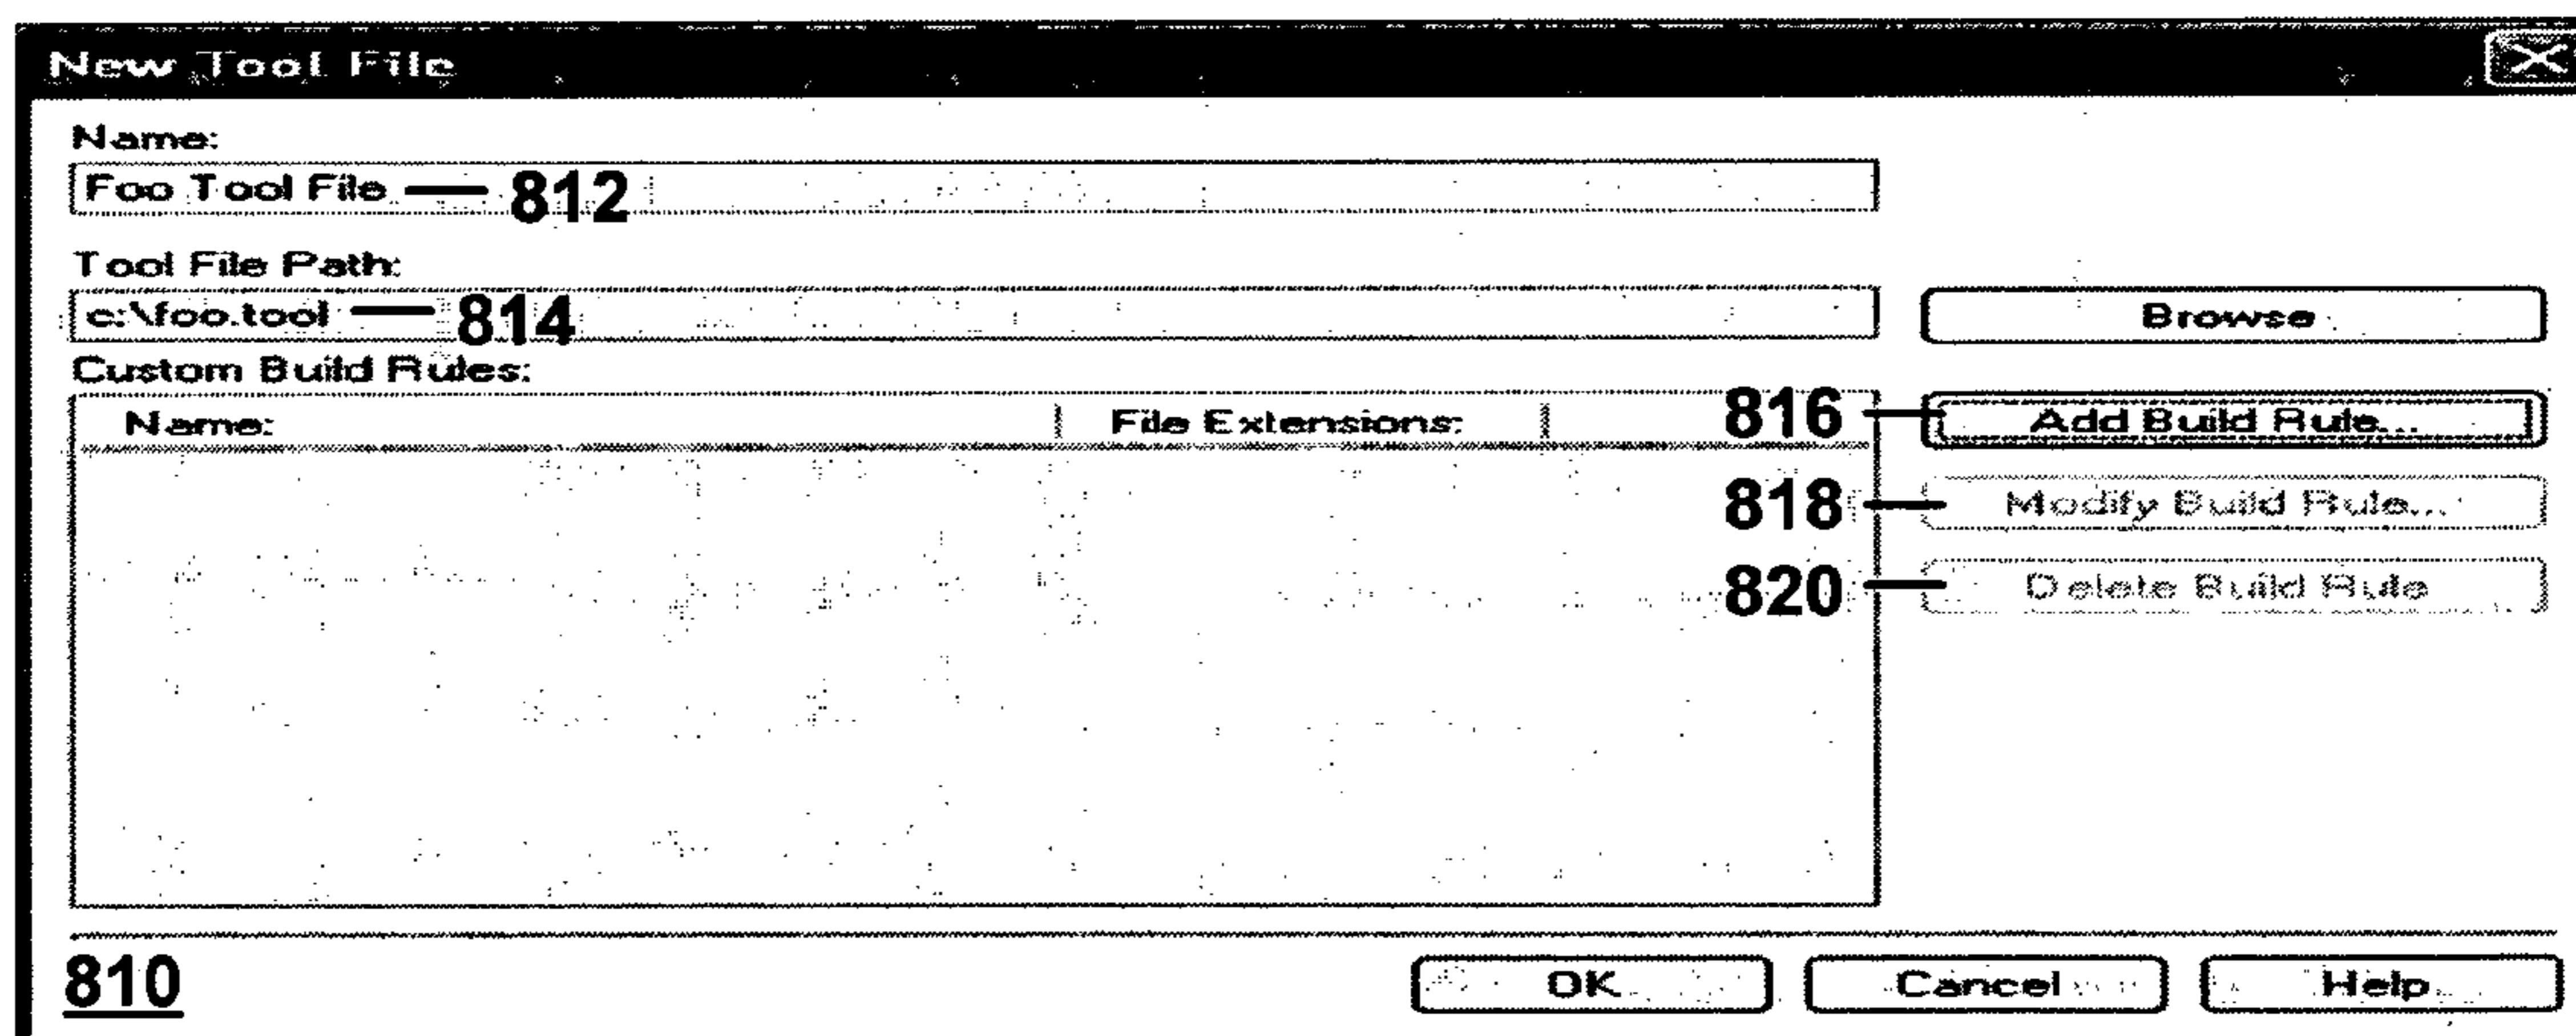 New Tool File
Name:
Foo Tool File 812
Tool File Path:
c:\foo.tool 814 Browse
Custom Build Rules:
Name: File Extensions: 816 Add Build Rule...
818 Modify Build Rule...
820 Delete Build Rule
810 OK Cancel Help